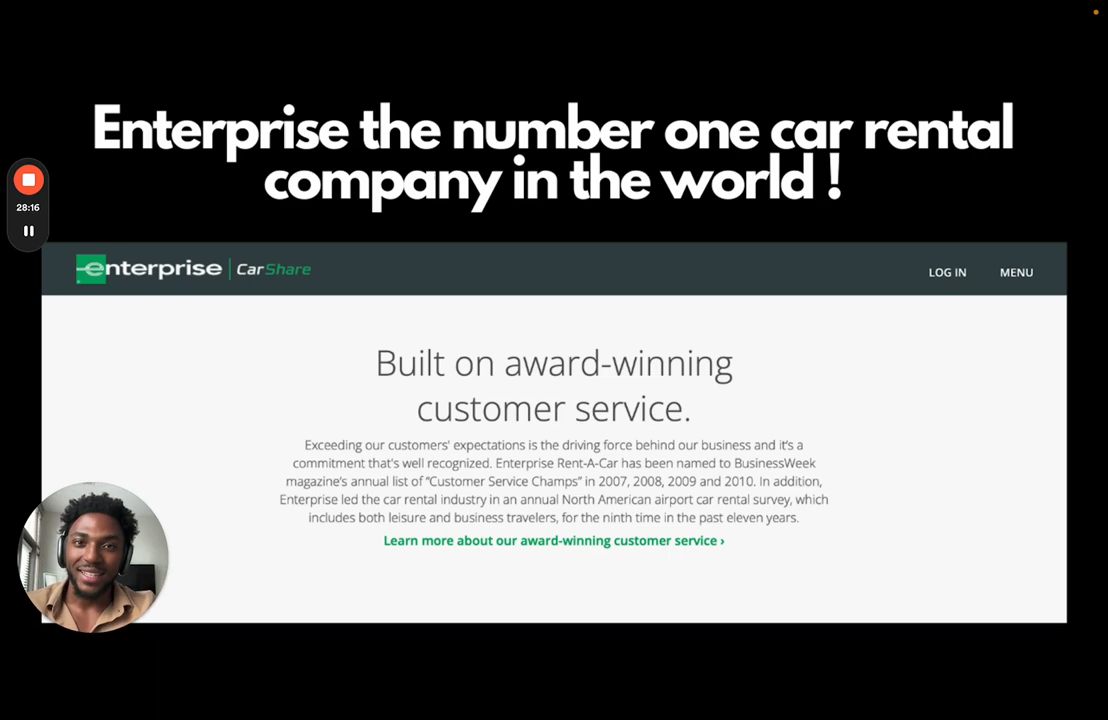 Enterprise the number one car rental
company in the world !
28:16
enterprise CarShare
LOG IN MENU
Built on award-winning
customer service.
Exceeding our customers' expectations is the driving force behind our business and it's a
commitment that's well recognized. Enterprise Rent-A-Car has been named to BusinessWeek
magazine's annual list of "Customer Service Champs" in 2007, 2008, 2009 and 2010. In addition,
Enterprise led the car rental industry in an annual North American airport car rental survey, which
includes both leisure and business travelers, for the ninth time in the past eleven years.
Learn more about our award-winning customer service ›